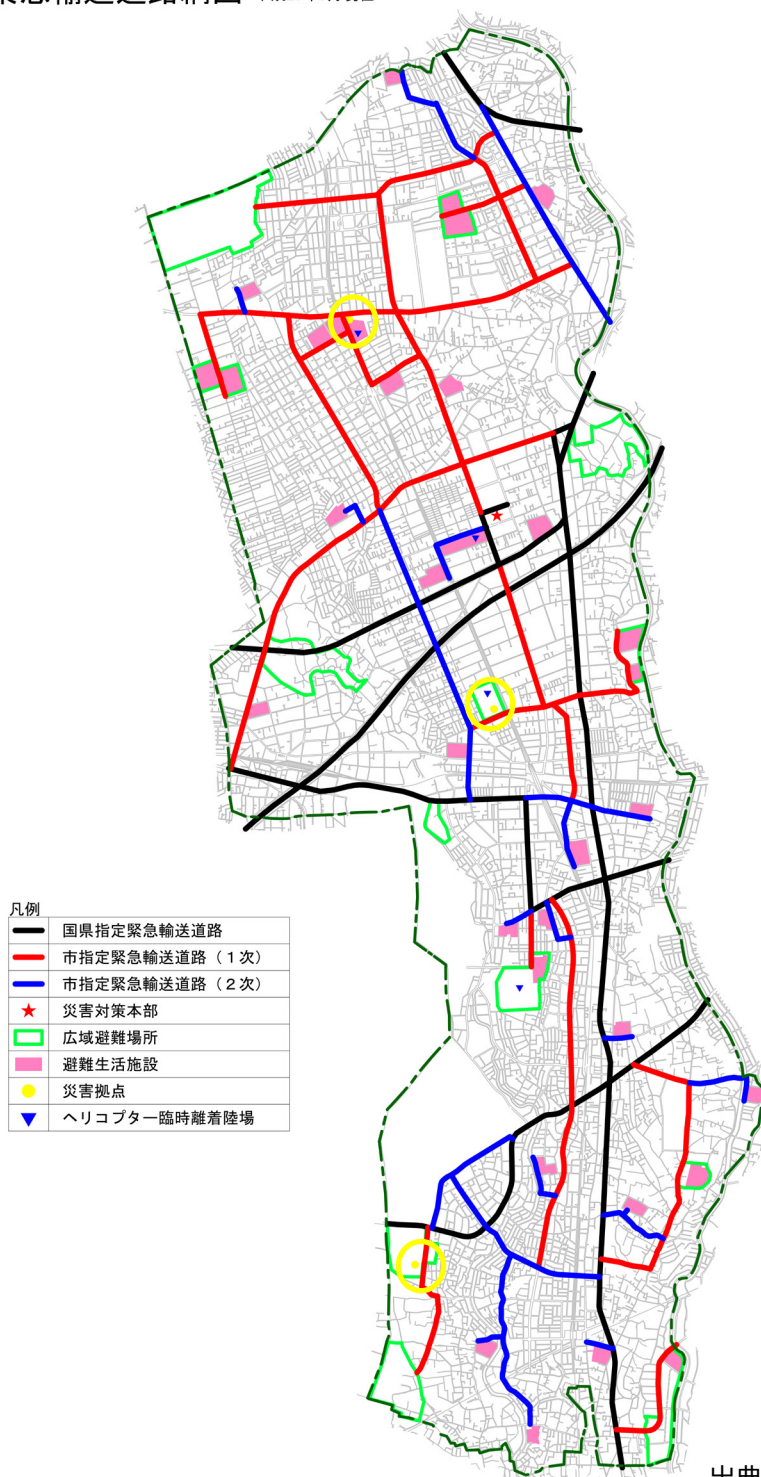 緊急輸送道路網図
凡例
国県指定緊急輸送道路
市指定緊急輸送道路（１次）
市指定緊急輸送道路（２次）
災害対策本部
広域避難場所
避難生活施設
災害拠点
ヘリコプター臨時離着陸場
出典